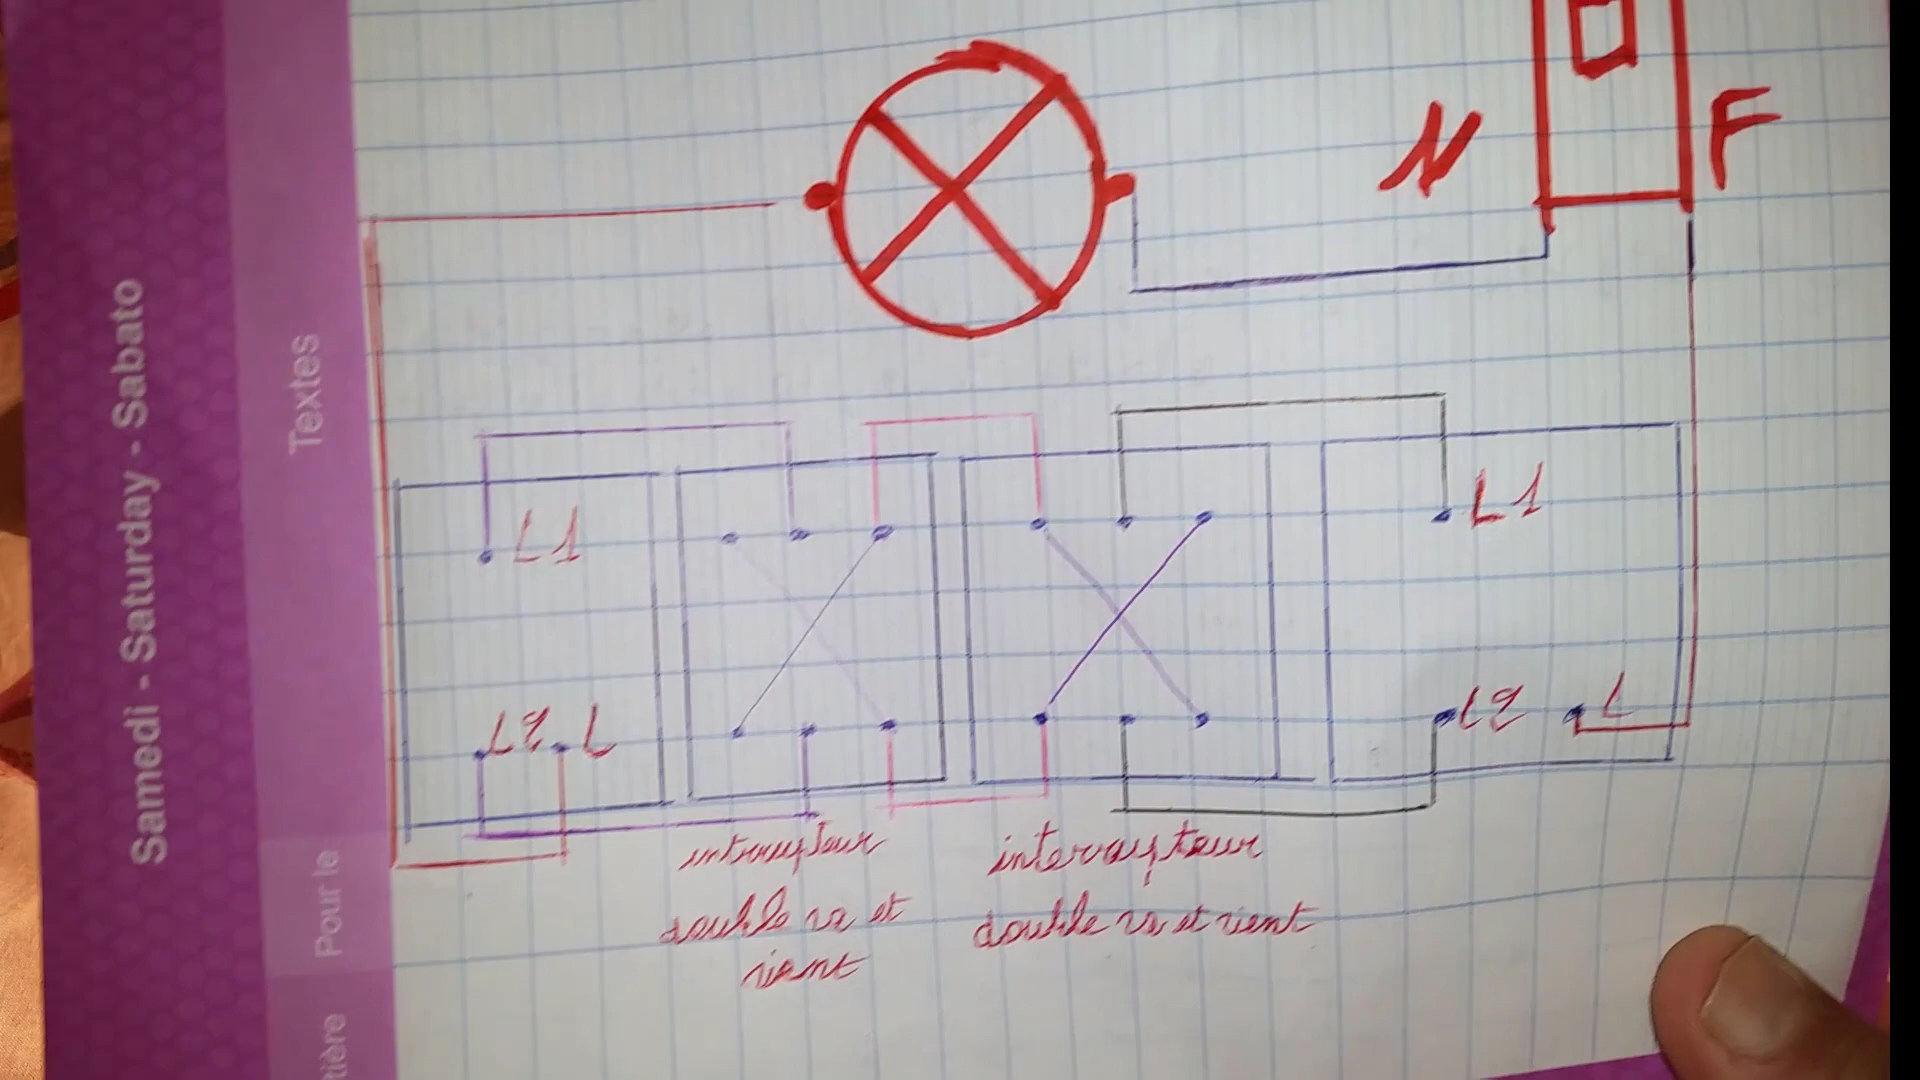 N
F
L1
L1
L2 L
L2 L
interrupteur
double va et
vient
interrupteur
double va et vient
Samedi - Saturday - Sabato
Textes
Pour le